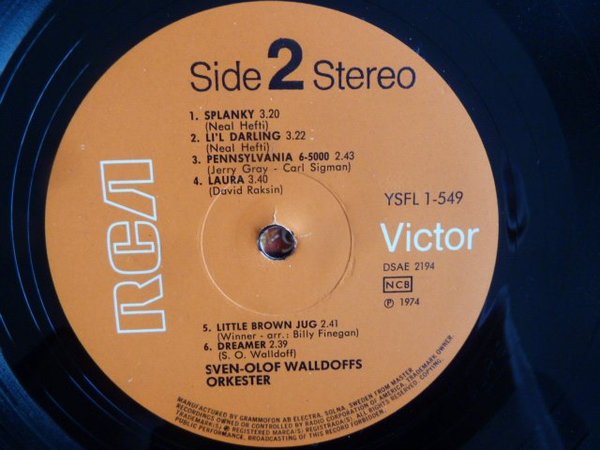 Side 2 Stereo
1. SPLANKY 3.20
(Neal Hefti)
2. LI'L DARLING 3.22
(Neal Hefti)
3. PENNSYLVANIA 6-5000 2.43
(Jerry Gray - Carl Sigman)
4. LAURA 3.40
(David Raksin)
RCA
YSFL 1-549
Victor
DSAE 2194
NCB
Ⓟ 1974
5. LITTLE BROWN JUG 2.41
(Winner - arr.: Billy Finegan)
6. DREAMER 2.39
(S. O. Walldoff)
SVEN-OLOF WALLDOFFS
ORKESTER
MANUFACTURED BY GRAMMOFON AB ELECTRA, SOLNA, SWEDEN FROM MASTER
RECORDINGS OWNED OR CONTROLLED BY RADIO CORPORATION OF AMERICA, TRADEMARK OWNER.
TRADEMARK(S) ® REGISTERED MARCA(S) REGISTRADA(S). ALL RIGHTS RESERVED. COPYING,
PUBLIC PERFORMANCE, BROADCASTING OF THIS RECORD FORBIDDEN.